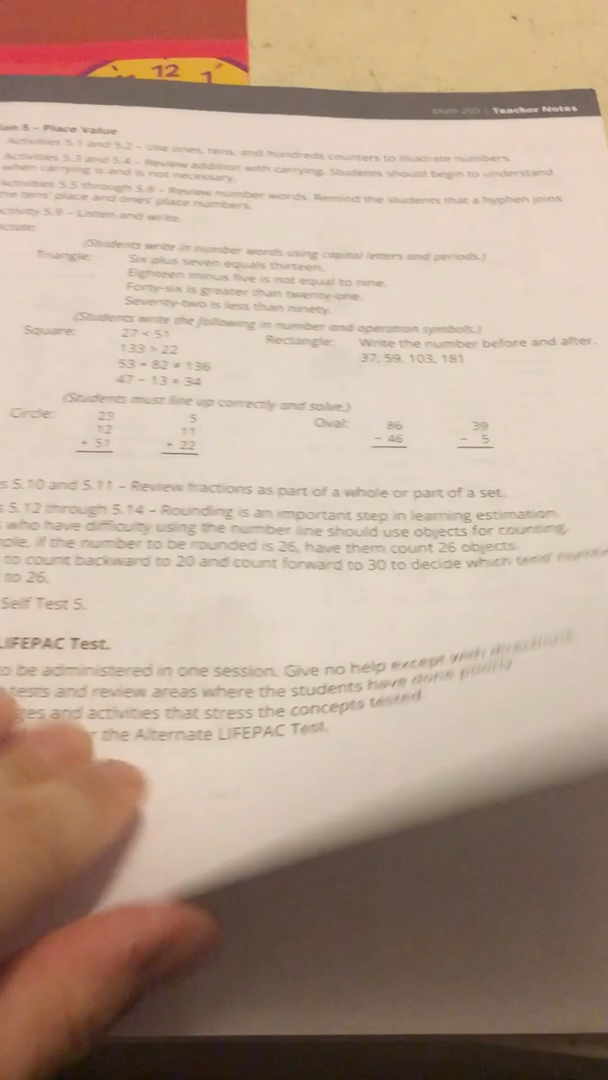 12
1
Math 201 | Teacher Notes
5 – Place Value
Activities 5.1 and 5.2 – Use ones, tens, and hundreds counters to illustrate numbers.
Activities 5.3 and 5.4 – Review addition with carrying. Students should begin to understand
when carrying is and is not necessary.
Activities 5.5 through 5.8 – Review number words. Remind the students that a hyphen joins
the tens' place and ones' place numbers.
5.9 – Listen and write.
(Students write in number words using capital letters and periods.)
Triangle: Six plus seven equals thirteen.
Eighteen minus five is not equal to nine.
Forty-six is greater than twenty-one.
Seventy-two is less than ninety.
(Students write the following in number and operation symbols.)
Square: 27 < 51 Rectangle: Write the number before and after.
133 > 22 37, 59, 103, 181
53 + 82 ≠ 136
47 – 13 = 34
(Students must line up correctly and solve.)
Circle: 23 5 Oval: 86 39
12 11 – 46 – 5
+ 51 + 22
5.10 and 5.11 – Review fractions as part of a whole or part of a set.
5.12 through 5.14 – Rounding is an important step in learning estimation.
who have difficulty using the number line should use objects for counting.
if the number to be rounded is 26, have them count 26 objects.
to count backward to 20 and count forward to 30 to decide which
to 26.
Self Test 5.
LIFEPAC Test.
be administered in one session. Give no help except with directions
tests and review areas where the students have done poorly
and activities that stress the concepts tested
the Alternate LIFEPAC Test.